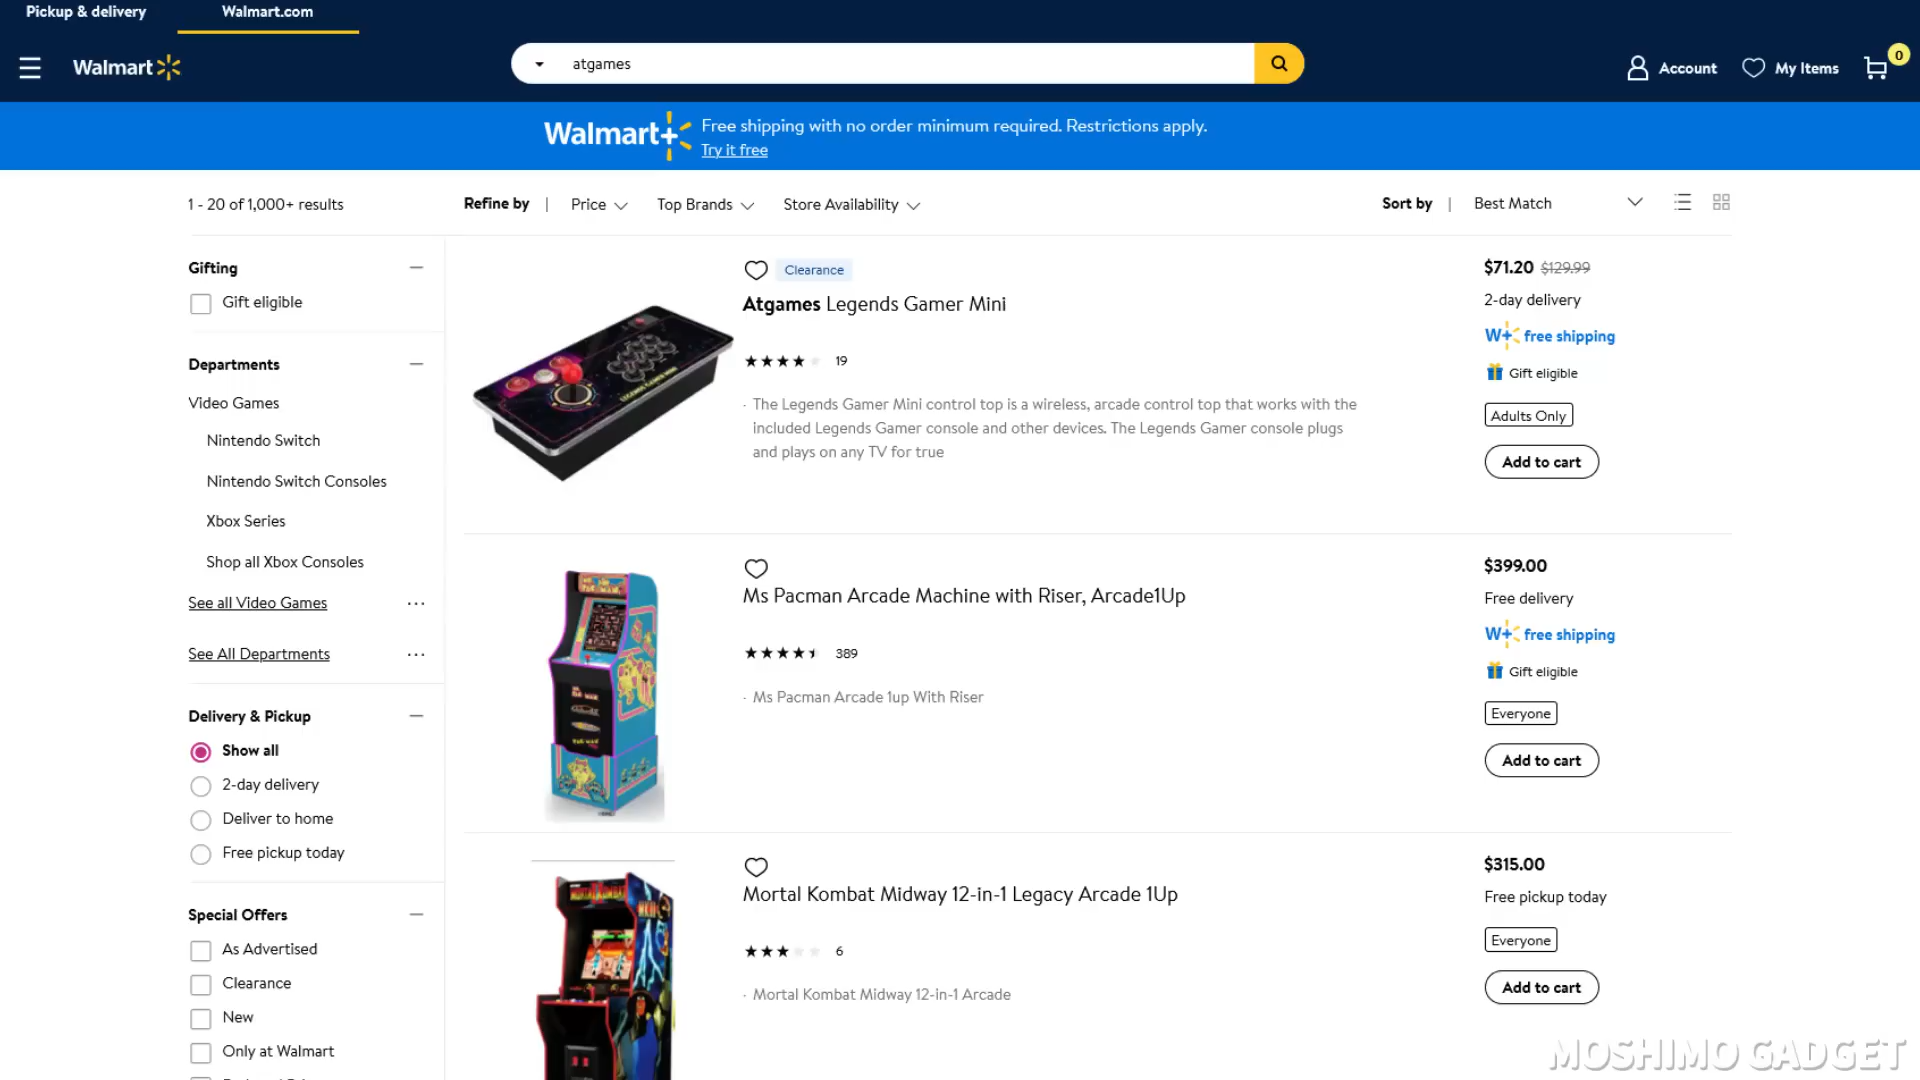 Pickup & delivery
Walmart.com
Walmart
atgames
Account
My Items
0
Walmart+
Free shipping with no order minimum required. Restrictions apply.
Try it free
1 - 20 of 1,000+ results
Refine by | Price Top Brands Store Availability
Sort by | Best Match
Gifting
Gift eligible
Departments
Video Games
Nintendo Switch
Nintendo Switch Consoles
Xbox Series
Shop all Xbox Consoles
See all Video Games
See All Departments
Delivery & Pickup
Show all
2-day delivery
Deliver to home
Free pickup today
Special Offers
As Advertised
Clearance
New
Only at Walmart
Clearance
Atgames Legends Gamer Mini
19
· The Legends Gamer Mini control top is a wireless, arcade control top that works with the
included Legends Gamer console and other devices. The Legends Gamer console plugs
and plays on any TV for true
$71.20 $129.99
2-day delivery
W+ free shipping
Gift eligible
Adults Only
Add to cart
Ms Pacman Arcade Machine with Riser, Arcade1Up
389
· Ms Pacman Arcade 1up With Riser
$399.00
Free delivery
W+ free shipping
Gift eligible
Everyone
Add to cart
Mortal Kombat Midway 12-in-1 Legacy Arcade 1Up
6
· Mortal Kombat Midway 12-in-1 Arcade
$315.00
Free pickup today
Everyone
Add to cart
MOSHIMO GADGET